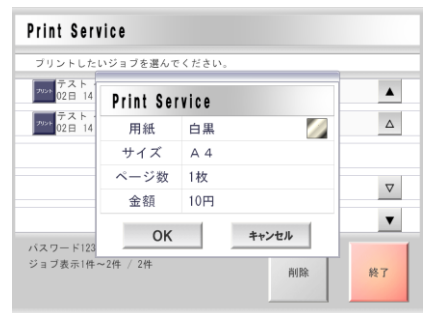 Print Service
プリントしたいジョブを選んでください。
プリント テスト
02日 14
プリント テスト
02日 14
Print Service
用紙 白黒
サイズ A4
ページ数 1枚
金額 10円
OK キャンセル
▲
△
▽
▼
パスワード123
ジョブ表示1件~2件 / 2件
削除 終了